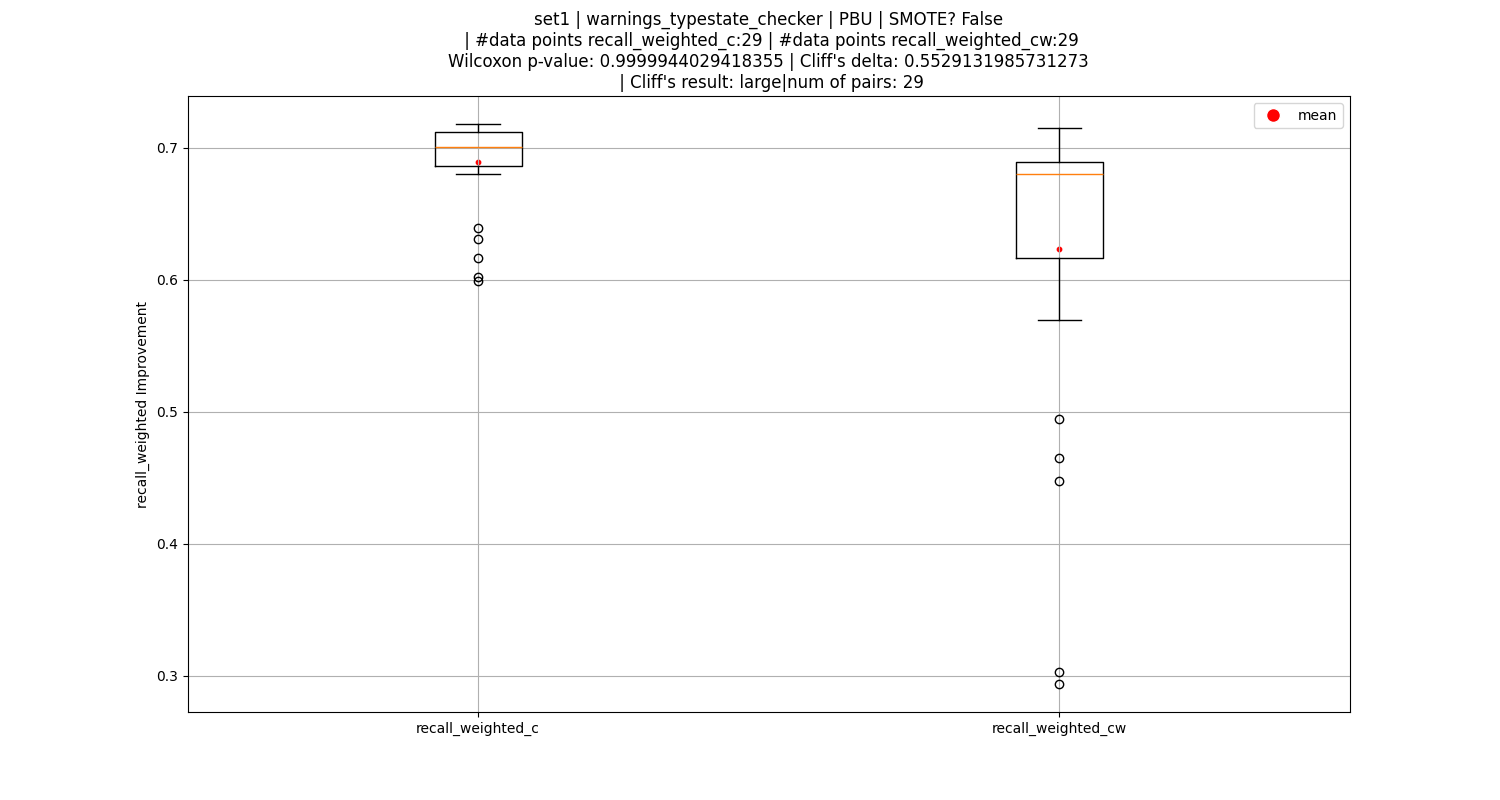 set1 | warnings_typestate_checker | PBU | SMOTE? False
| #data points recall_weighted_c:29 | #data points recall_weighted_cw:29
Wilcoxon p-value: 0.9999944029418355 | Cliff's delta: 0.5529131985731273
| Cliff's result: large|num of pairs: 29
mean
0.7
0.6
0.5
0.4
0.3
recall_weighted Improvement
recall_weighted_c
recall_weighted_cw